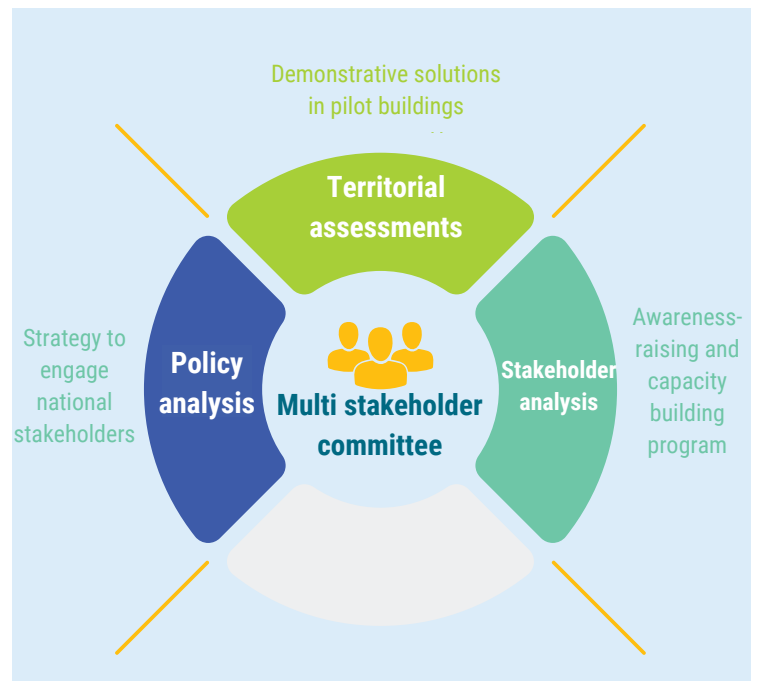 Demonstrative solutions
in pilot buildings
Territorial
assessments
Strategy to
engage
national
stakeholders
Policy
analysis
Multi stakeholder
committee
Stakeholder
analysis
Awareness-
raising and
capacity
building
program